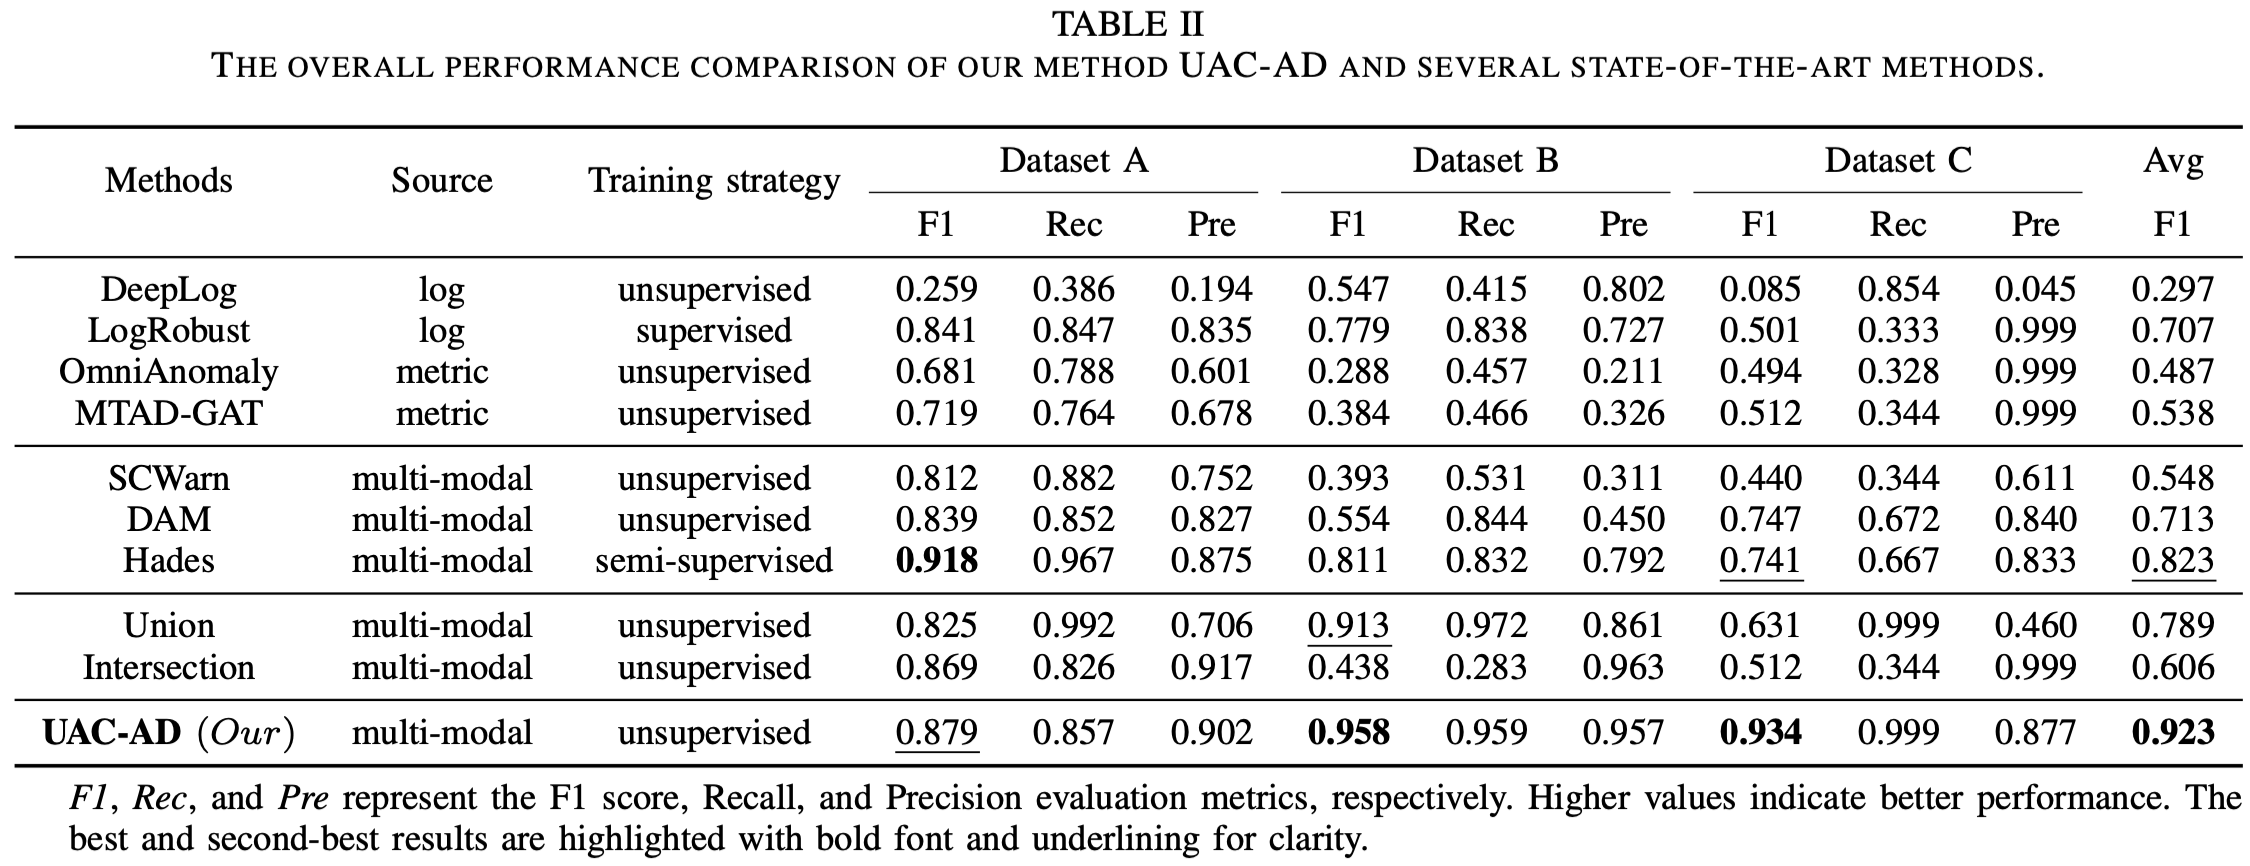 TABLE II
THE OVERALL PERFORMANCE COMPARISON OF OUR METHOD UAC-AD AND SEVERAL STATE-OF-THE-ART METHODS.
Methods Source Training strategy Dataset A Dataset B Dataset C Avg
F1 Rec Pre F1 Rec Pre F1 Rec Pre F1
DeepLog log unsupervised 0.259 0.386 0.194 0.547 0.415 0.802 0.085 0.854 0.045 0.297
LogRobust log supervised 0.841 0.847 0.835 0.779 0.838 0.727 0.501 0.333 0.999 0.707
OmniAnomaly metric unsupervised 0.681 0.788 0.601 0.288 0.457 0.211 0.494 0.328 0.999 0.487
MTAD-GAT metric unsupervised 0.719 0.764 0.678 0.384 0.466 0.326 0.512 0.344 0.999 0.538
SCWarn multi-modal unsupervised 0.812 0.882 0.752 0.393 0.531 0.311 0.440 0.344 0.611 0.548
DAM multi-modal unsupervised 0.839 0.852 0.827 0.554 0.844 0.450 0.747 0.672 0.840 0.713
Hades multi-modal semi-supervised 0.918 0.967 0.875 0.811 0.832 0.792 0.741 0.667 0.833 0.823
Union multi-modal unsupervised 0.825 0.992 0.706 0.913 0.972 0.861 0.631 0.999 0.460 0.789
Intersection multi-modal unsupervised 0.869 0.826 0.917 0.438 0.283 0.963 0.512 0.344 0.999 0.606
UAC-AD (Our) multi-modal unsupervised 0.879 0.857 0.902 0.958 0.959 0.957 0.934 0.999 0.877 0.923
F1, Rec, and Pre represent the F1 score, Recall, and Precision evaluation metrics, respectively. Higher values indicate better performance. The
best and second-best results are highlighted with bold font and underlining for clarity.